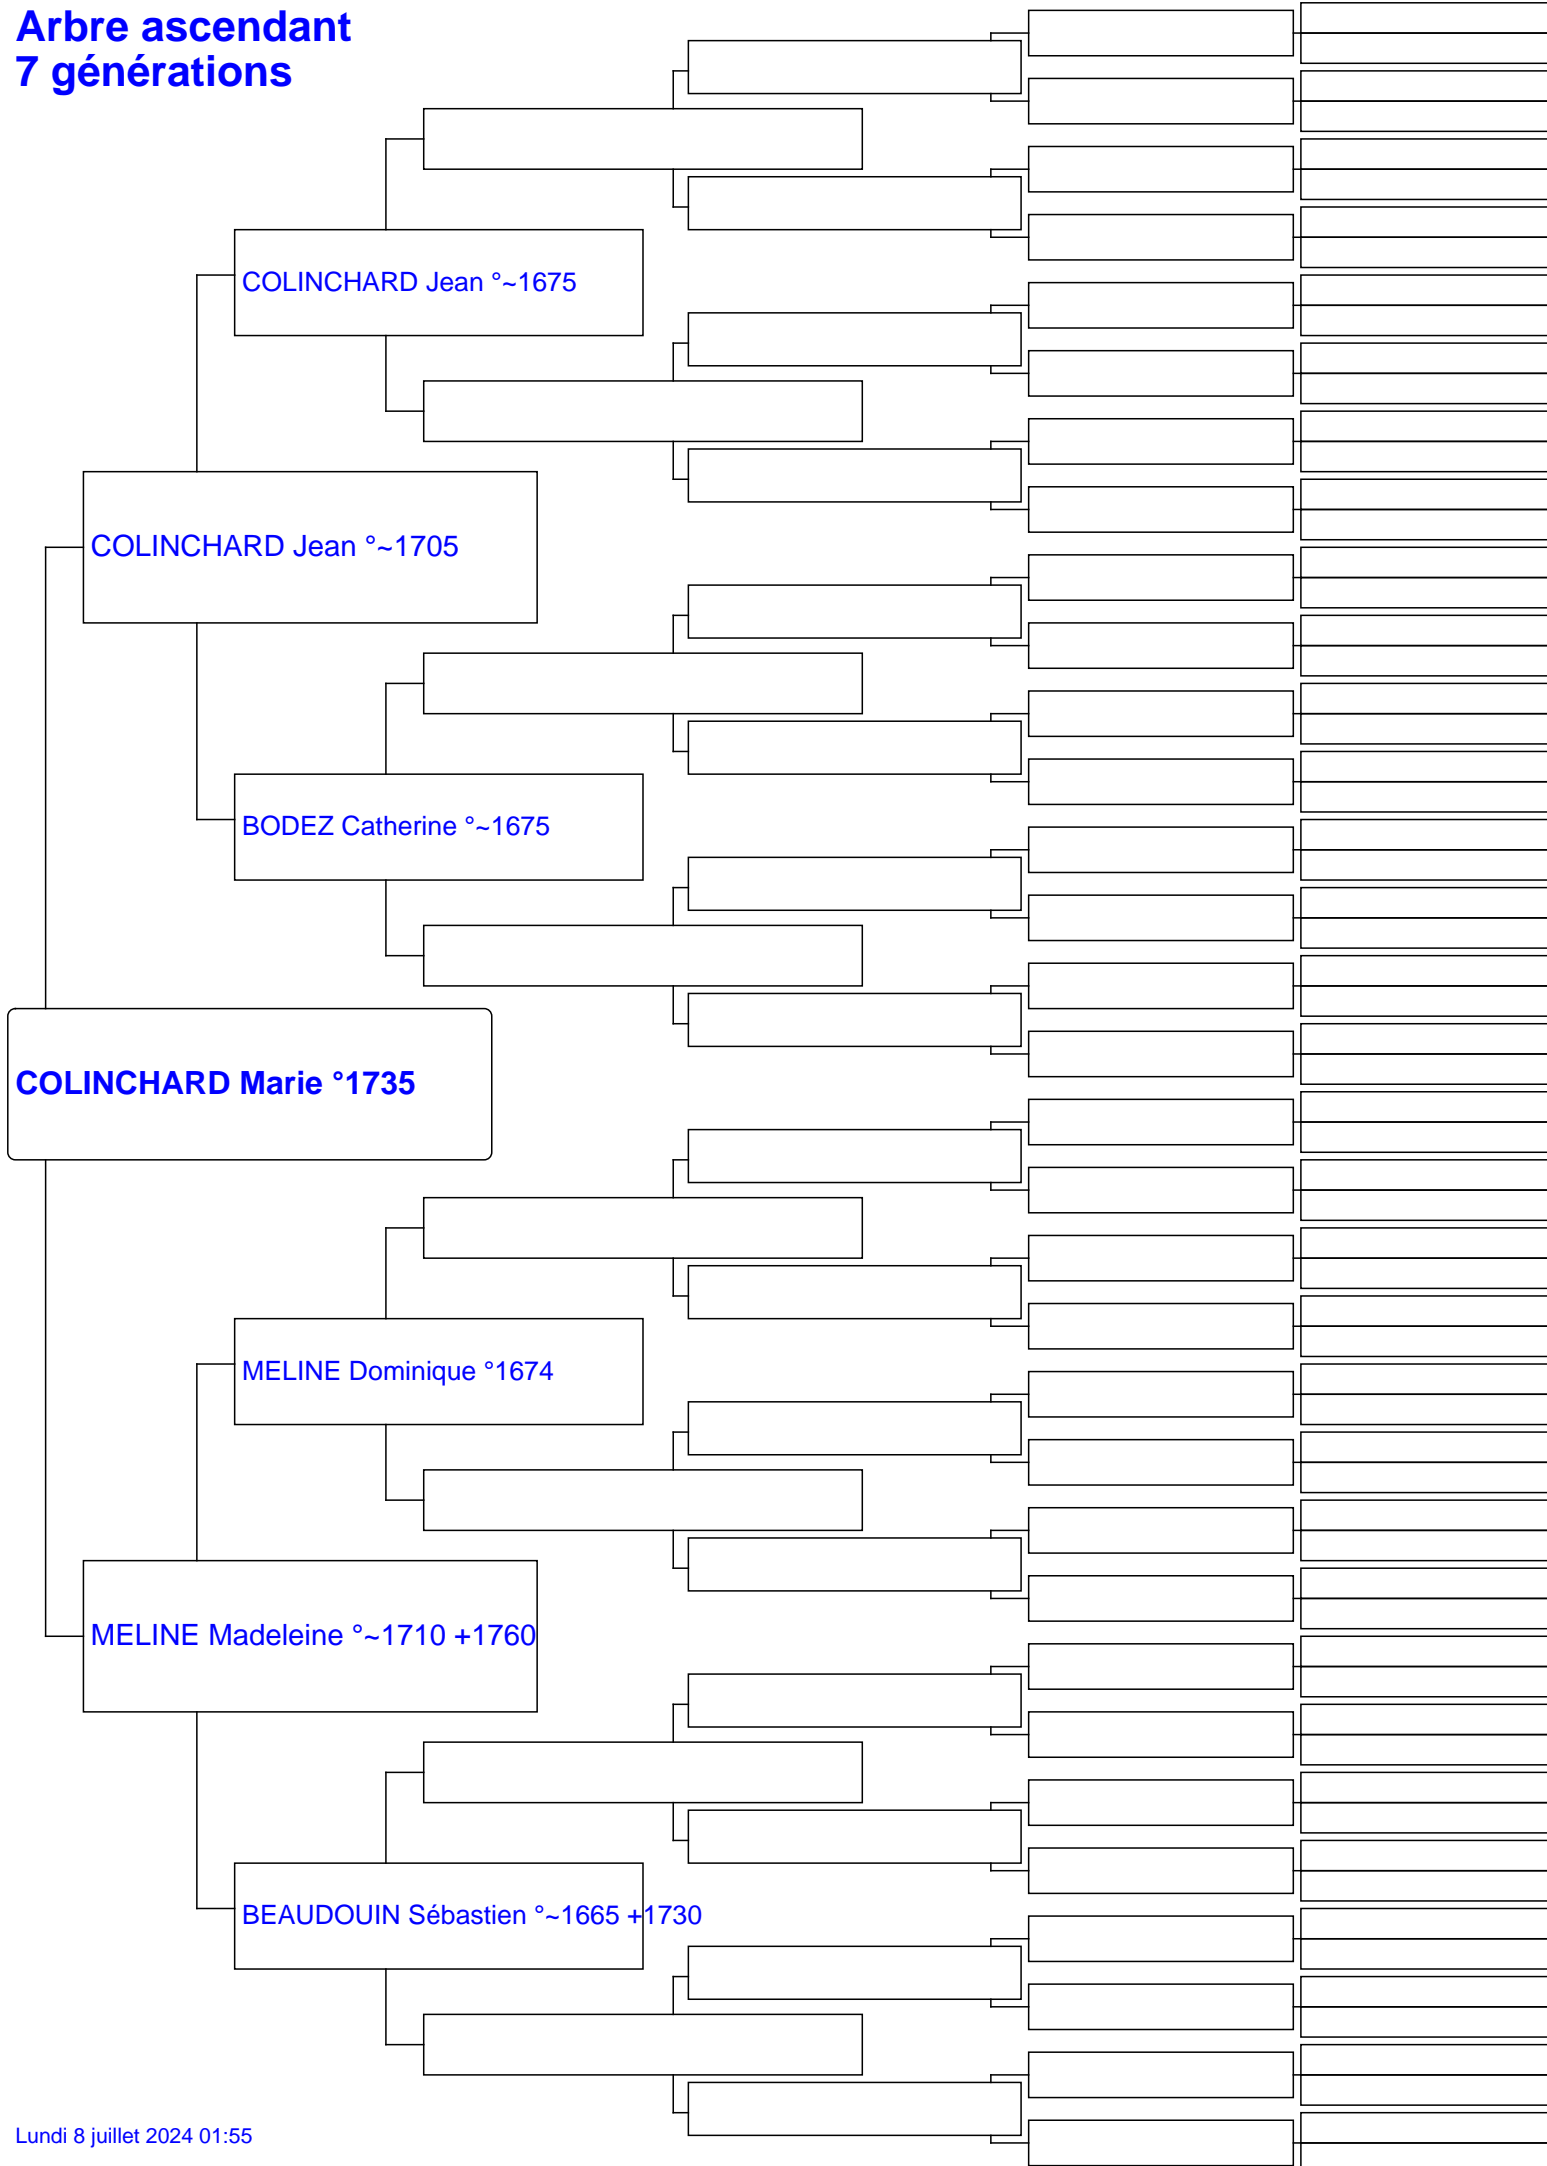 Arbre ascendant
7 générations
COLINCHARD Jean °~1675
COLINCHARD Jean °~1705
BODEZ Catherine °~1675
COLINCHARD Marie °1735
MELINE Dominique °1674
MELINE Madeleine °~1710 +1760
BEAUDOUIN Sébastien °~1665 +1730
Lundi 8 juillet 2024 01:55